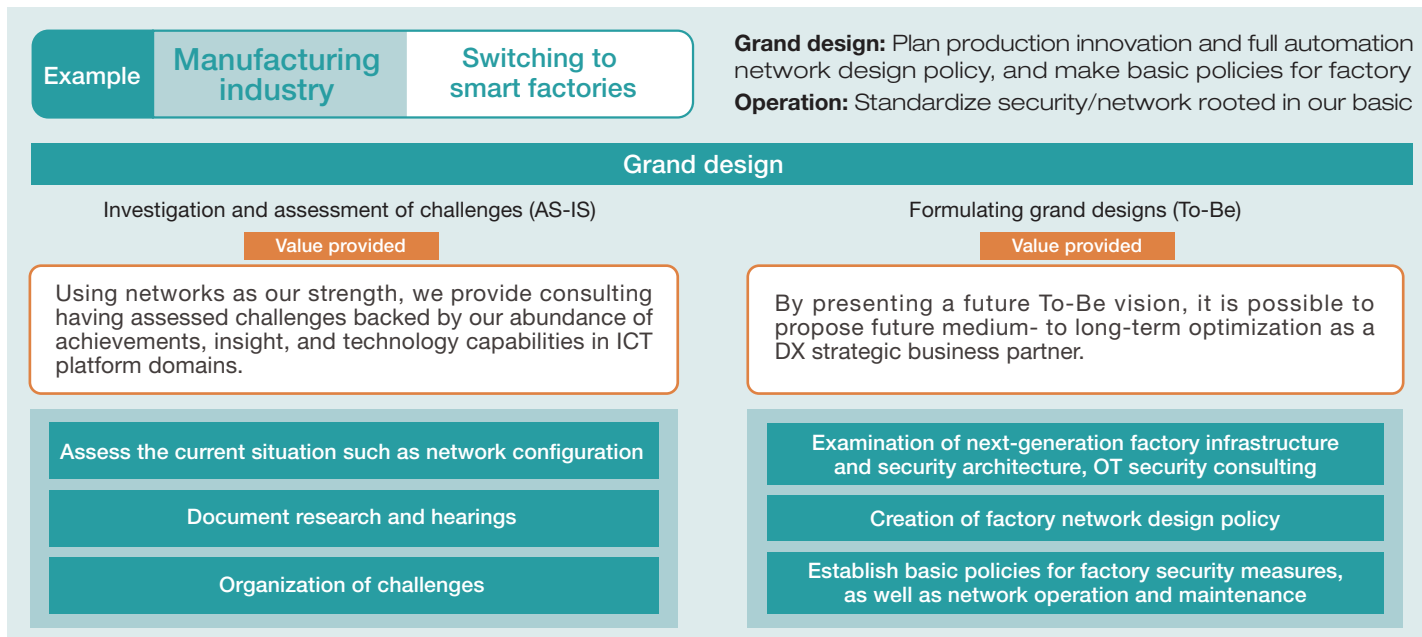 Example
Manufacturing
industry
Switching to
smart factories
Grand design: Plan production innovation and full automation
network design policy, and make basic policies for factory
Operation: Standardize security/network rooted in our basic
Grand design
Investigation and assessment of challenges (AS-IS)
Value provided
Using networks as our strength, we provide consulting
having assessed challenges backed by our abundance of
achievements, insight, and technology capabilities in ICT
platform domains.
Assess the current situation such as network configuration
Document research and hearings
Organization of challenges
Formulating grand designs (To-Be)
Value provided
By presenting a future To-Be vision, it is possible to
propose future medium- to long-term optimization as a
DX strategic business partner.
Examination of next-generation factory infrastructure
and security architecture, OT security consulting
Creation of factory network design policy
Establish basic policies for factory security measures,
as well as network operation and maintenance